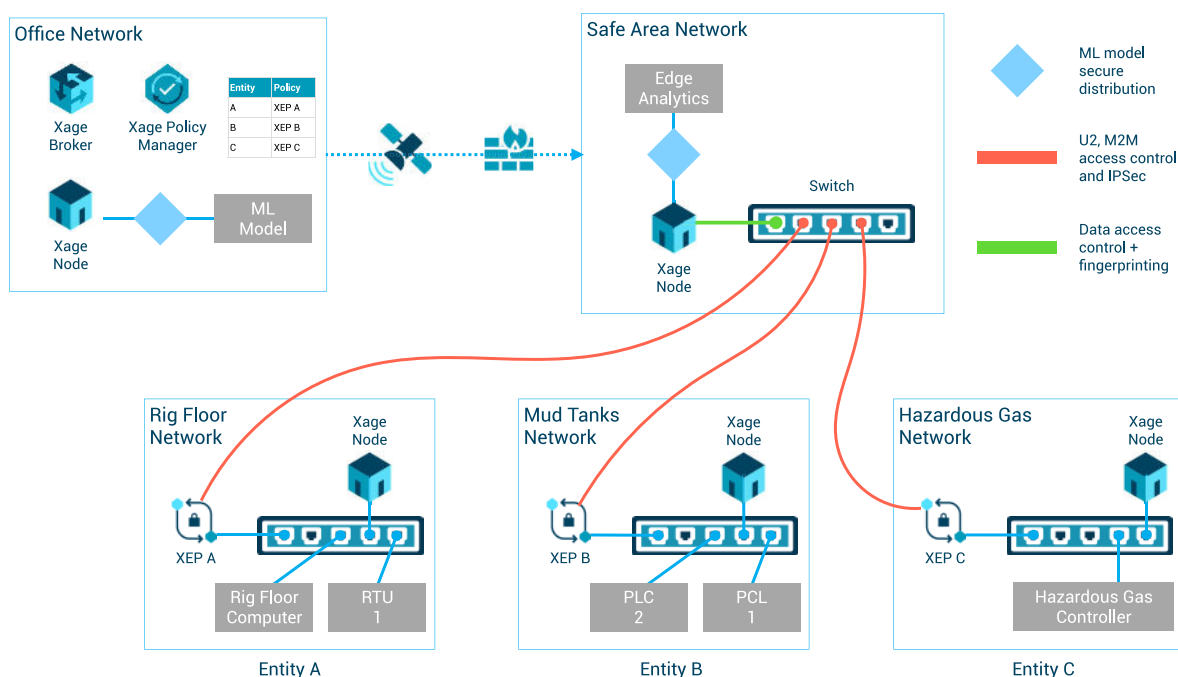 Office Network
Xage
Broker
Xage Policy
Manager
Entity Policy
A XEP A
B XEP B
C XEP C
Xage
Node
ML
Model
Safe Area Network
Edge
Analytics
Switch
Xage
Node
ML model
secure
distribution
U2, M2M
access control
and IPSec
Data access
control +
fingerprinting
Rig Floor
Network
Xage
Node
XEP A
Rig Floor
Computer
RTU
1
Entity A
Mud Tanks
Network
Xage
Node
XEP B
PLC
2
PCL
1
Entity B
Hazardous Gas
Network
Xage
Node
XEP C
Hazardous Gas
Controller
Entity C